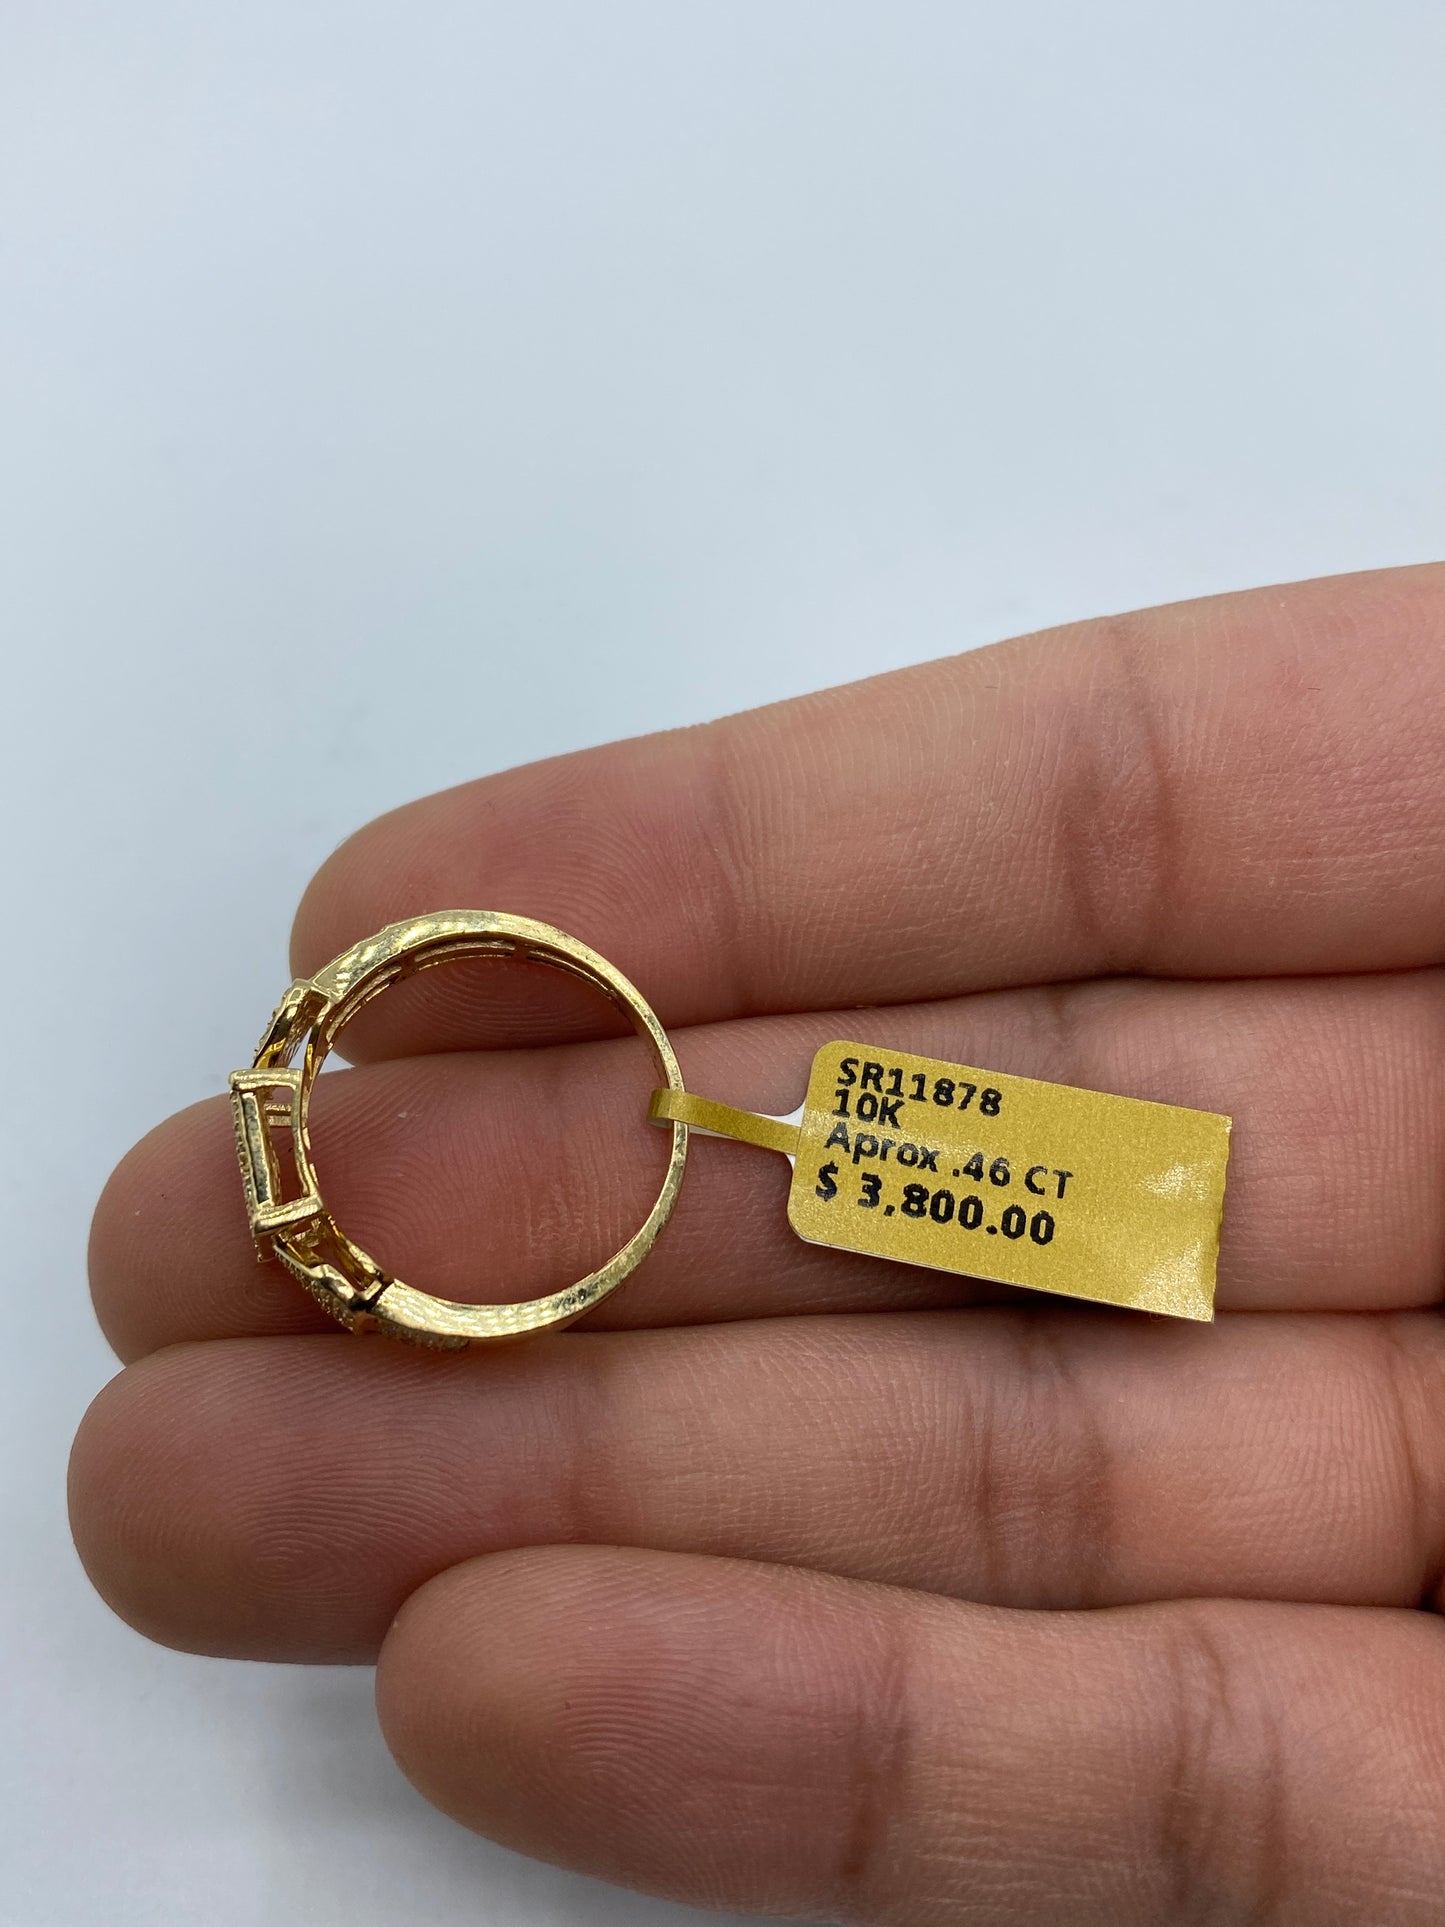 SR11878
10K
Aprox .46 CT
$ 3,800.00